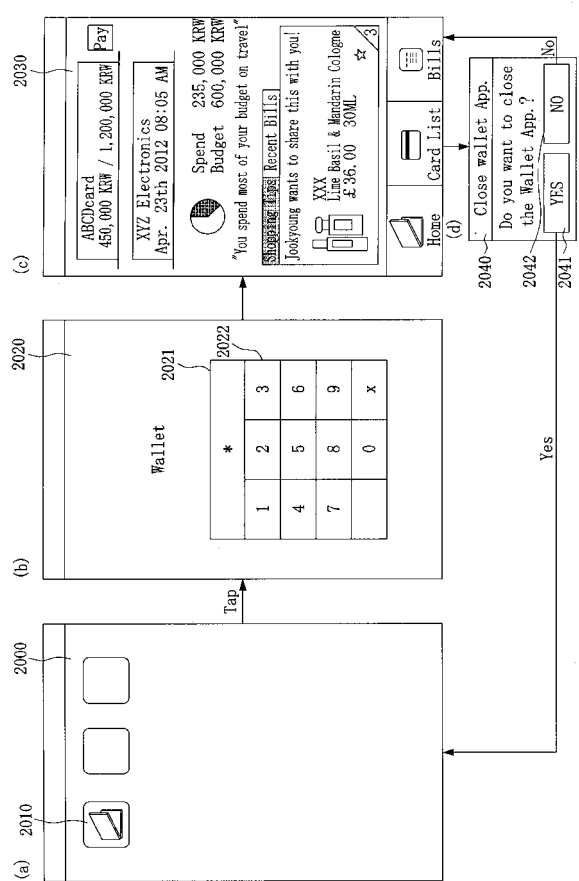 (a)
2000
2010
Tap
(b)
2020
Wallet
2021
*
2022
1 2 3
4 5 6
7 8 9
0 x
(c)
2030
ABCDcard
450,000 KRW / 1,200,000 KRW
Pay
XYZ Electronics
Apr. 23th 2012 08:05 AM
Spend 235,000 KRW
Budget 600,000 KRW
"You spend most of your budget on travel"
Shopping Tips Recent Bills
Jookyoung wants to share this with you!
XXX
Lime Basil & Mandarin Cologne
£36.00 30ML
☆
3
Home Card List Bills
(d)
2040
Close wallet App.
Do you want to close
the Wallet App.?
YES NO
2042
2041
Yes
No